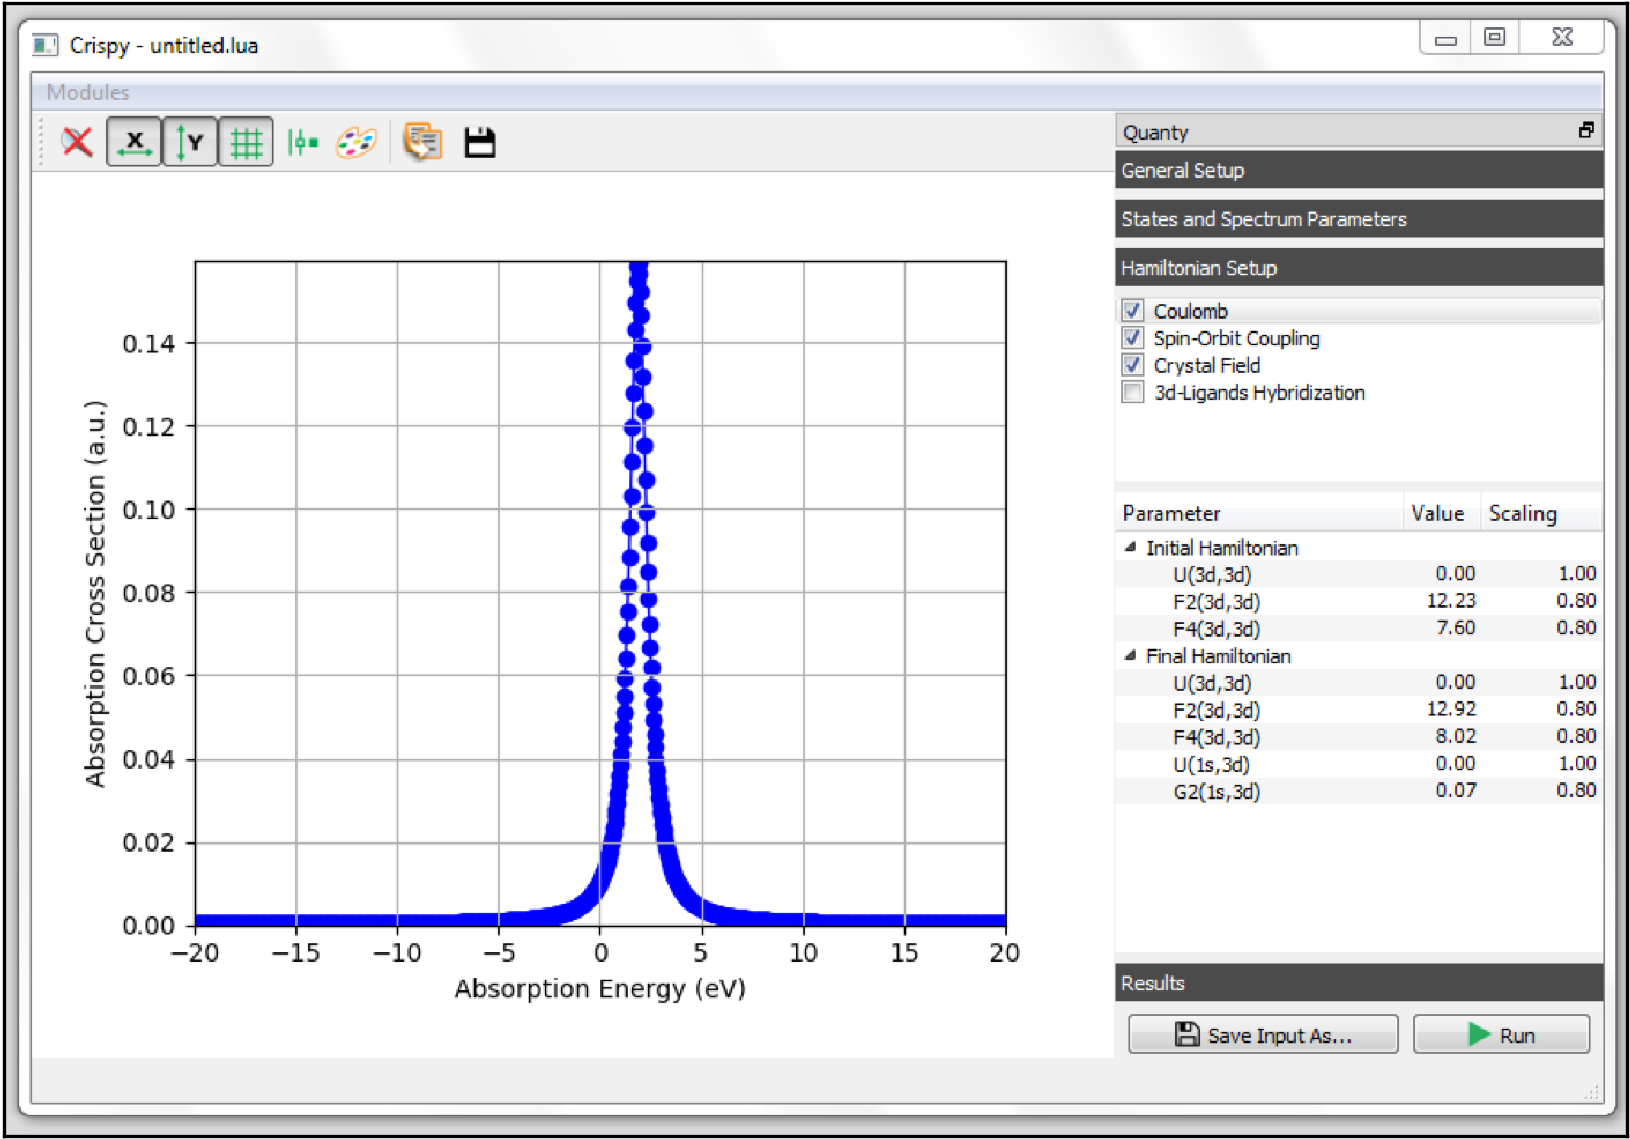 Crispy - untitled.lua
Modules
X
Y
Quanty
General Setup
States and Spectrum Parameters
Hamiltonian Setup
Coulomb
Spin-Orbit Coupling
Crystal Field
3d-Ligands Hybridization
Parameter Value Scaling
Initial Hamiltonian
U(3d,3d) 0.00 1.00
F2(3d,3d) 12.23 0.80
F4(3d,3d) 7.60 0.80
Final Hamiltonian
U(3d,3d) 0.00 1.00
F2(3d,3d) 12.92 0.80
F4(3d,3d) 8.02 0.80
U(1s,3d) 0.00 1.00
G2(1s,3d) 0.07 0.80
Results
Save Input As...
Run
Absorption Cross Section (a.u.)
0.14
0.12
0.10
0.08
0.06
0.04
0.02
0.00
−20 −15 −10 −5 0 5 10 15 20
Absorption Energy (eV)